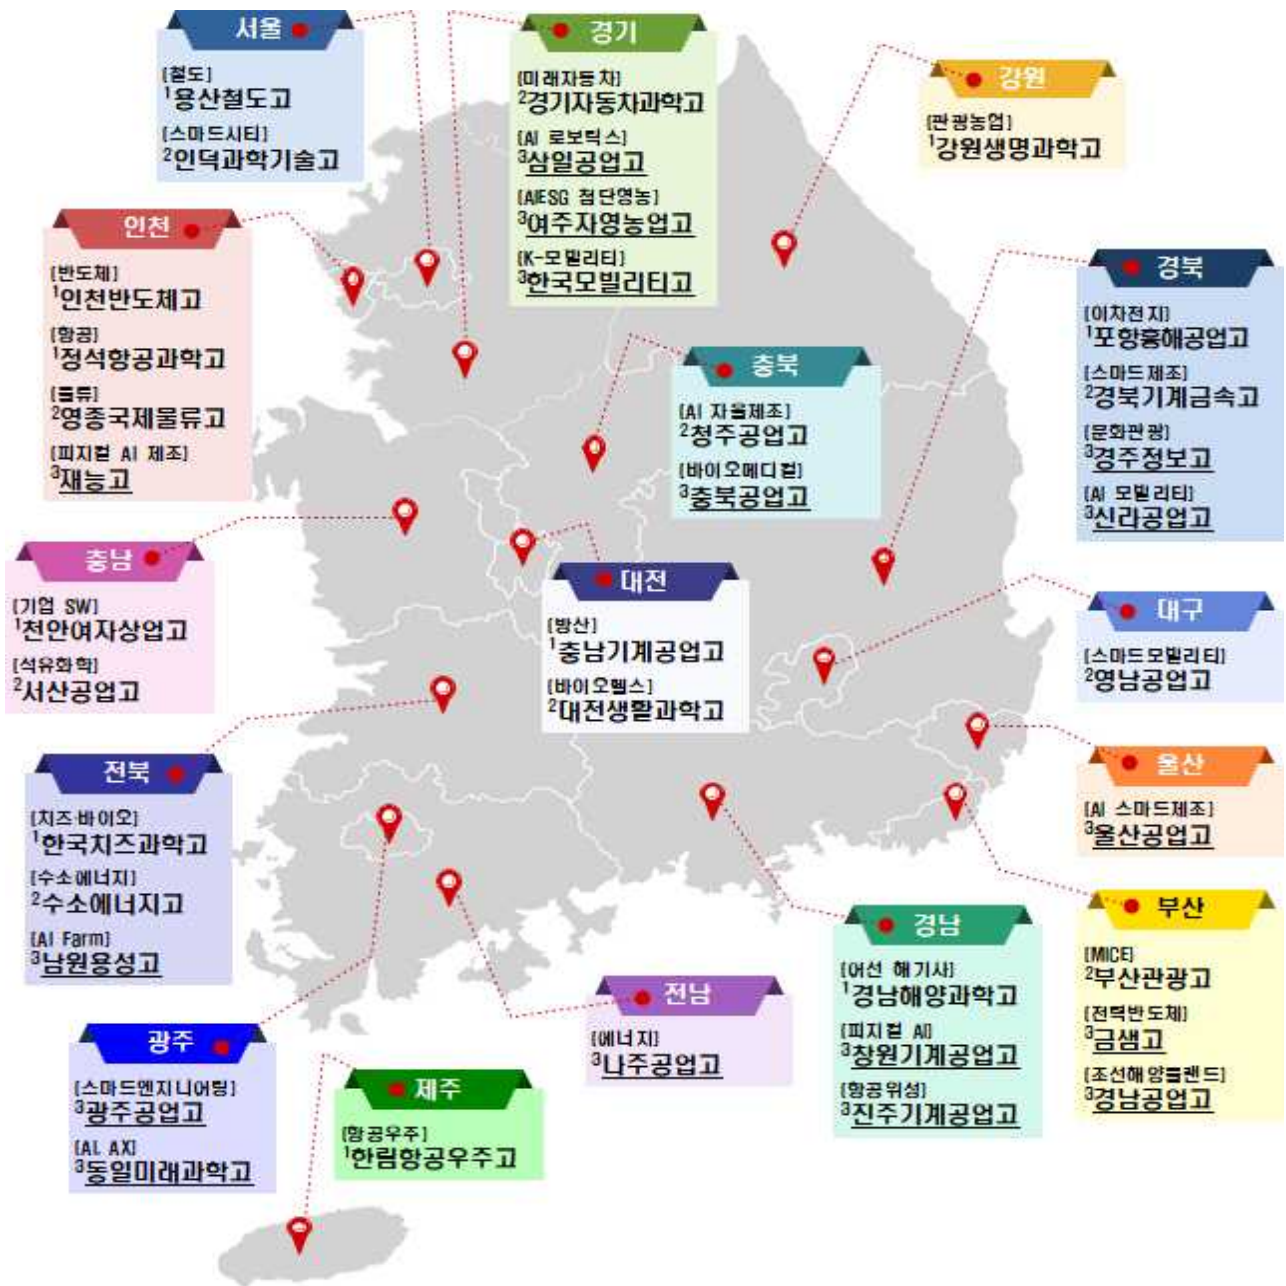 서울
[철도]
¹용산철도고
[스마트시티]
²인덕과학기술고
경기
[미래자동차]
²경기자동차과학고
[AI 로보틱스]
³삼일공업고
[AIESG 첨단영농]
³여주자영농업고
[K-모빌리티]
³한국모빌리티고
강원
[관광농업]
¹강원생명과학고
인천
[반도체]
¹인천반도체고
[항공]
¹정석항공과학고
[물류]
²영종국제물류고
[피지컬 AI 제조]
³재능고
경북
[이차전지]
¹포항흥해공업고
[스마트제조]
²경북기계금속고
[문화관광]
³경주정보고
[AI 모빌리티]
³신라공업고
충북
[AI 자율제조]
²청주공업고
[바이오메디컬]
³충북공업고
충남
[기업 SW]
¹천안여자상업고
[석유화학]
²서산공업고
대전
[방산]
¹충남기계공업고
[바이오헬스]
²대전생활과학고
대구
[스마트모빌리티]
²영남공업고
전북
[치즈·바이오]
¹한국치즈과학고
[수소에너지]
²수소에너지고
[AI Farm]
³남원용성고
울산
[AI 스마트제조]
³울산공업고
부산
[MICE]
²부산관광고
[전력반도체]
³금샘고
[조선해양플랜트]
³경남공업고
경남
[어선 해기사]
¹경남해양과학고
[피지컬 AI]
³창원기계공업고
[항공위성]
³진주기계공업고
전남
[에너지]
³나주공업고
광주
[스마트엔지니어링]
³광주공업고
[AI, AX]
³동일미래과학고
제주
[항공우주]
¹한림항공우주고